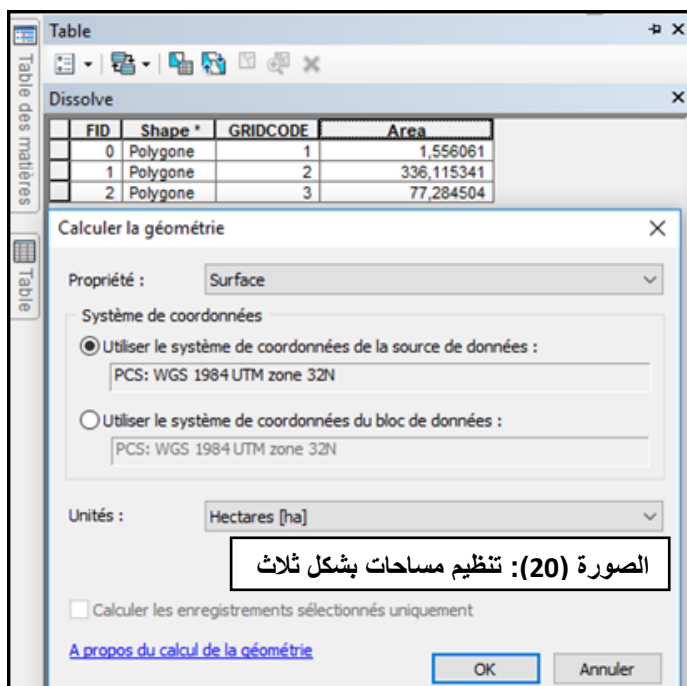 Table
Table des matières
Table
Dissolve
FID Shape * GRIDCODE Area
0 Polygone 1 1,556061
1 Polygone 2 336,115341
2 Polygone 3 77,284504
Calculer la géométrie
Propriété : Surface
Système de coordonnées
Utiliser le système de coordonnées de la source de données :
PCS: WGS 1984 UTM zone 32N
Utiliser le système de coordonnées du bloc de données :
PCS: WGS 1984 UTM zone 32N
Unités : Hectares [ha]
الصورة (20): تنظيم مساحات بشكل ثلاث
Calculer les enregistrements sélectionnés uniquement
A propos du calcul de la géométrie
OK Annuler